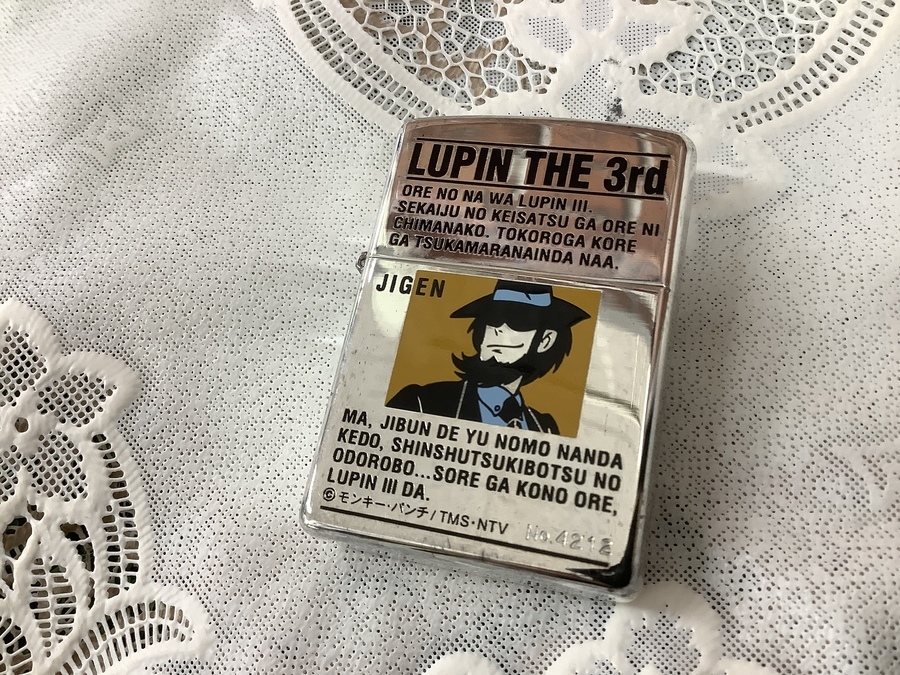 LUPIN THE 3rd
ORE NO NA WA LUPIN III.
SEKAIJU NO KEISATSU GA ORE NI
CHIMANAKO. TOKOROGA KORE
GA TSUKAMARANAINDA NAA.
JIGEN
MA, JIBUN DE YU NOMO NANDA
KEDO, SHINSHUTSUKIBOTSU NO
ODOROBO...SORE GA KONO ORE,
LUPIN III DA.
©モンキー・パンチ/TMS・NTV
No.4212